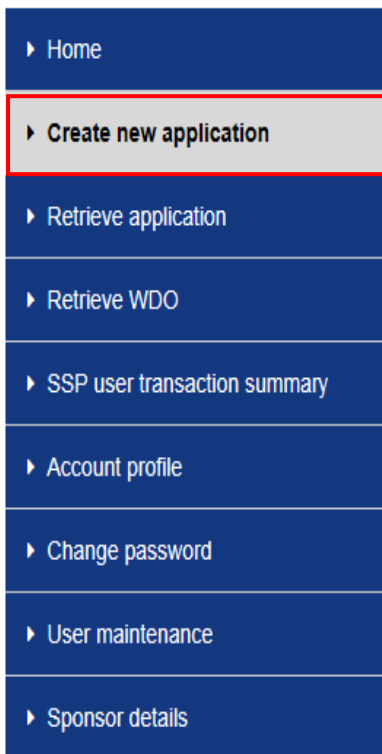 Home
Create new application
Retrieve application
Retrieve WDO
SSP user transaction summary
Account profile
Change password
User maintenance
Sponsor details